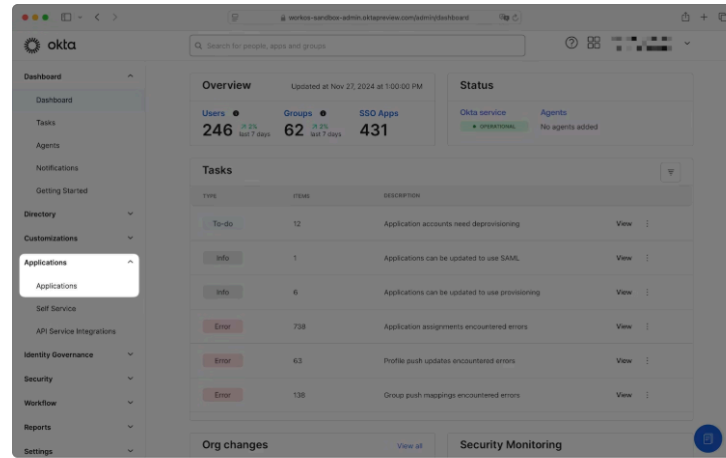 workos-sandbox-admin.oktapreview.com/admin/dashboard
okta
Search for people, apps and groups
Dashboard
Dashboard
Tasks
Agents
Notifications
Getting Started
Directory
Customizations
Applications
Applications
Self Service
API Service Integrations
Identity Governance
Security
Workflow
Reports
Settings
Overview
Updated at Nov 27, 2024 at 1:00:00 PM
Users
246
2%
last 7 days
Groups
62
2%
last 7 days
SSO Apps
431
Status
Okta service
OPERATIONAL
Agents
No agents added
Tasks
TYPE ITEMS DESCRIPTION
To-do 12 Application accounts need deprovisioning View
Info 1 Applications can be updated to use SAML View
Info 6 Applications can be updated to use provisioning View
Error 738 Application assignments encountered errors View
Error 63 Profile push updates encountered errors View
Error 138 Group push mappings encountered errors View
Org changes
View all
Security Monitoring